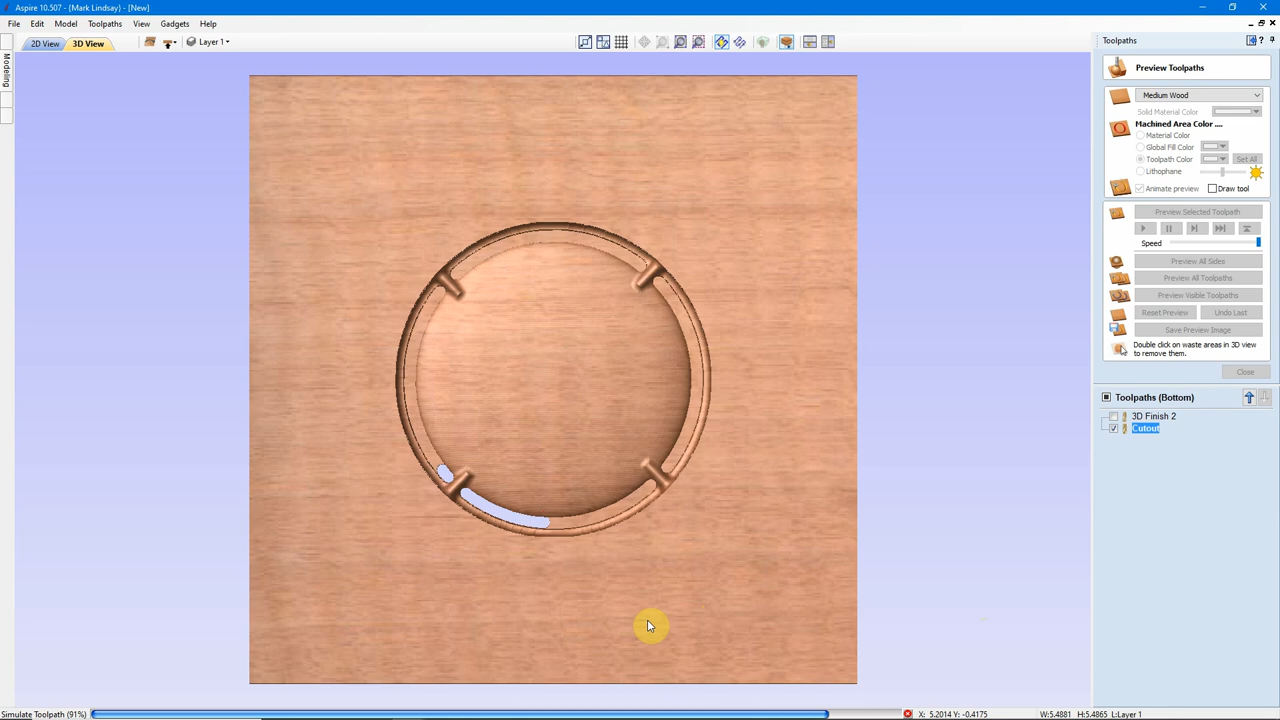 Aspire 10.507 - {Mark Lindsay} - [New]
File Edit Model Toolpaths View Gadgets Help
2D View 3D View Layer 1
Modeling
Toolpaths
Preview Toolpaths
Medium Wood
Solid Material Color
Machined Area Color ....
Material Color
Global Fill Color
Toolpath Color Set All
Lithophane
Animate preview Draw tool
Preview Selected Toolpath
Speed
Preview All Sides
Preview All Toolpaths
Preview Visible Toolpaths
Reset Preview Undo Last
Save Preview Image
Double click on waste areas in 3D view
to remove them.
Close
Toolpaths (Bottom)
3D Finish 2
Cutout
Simulate Toolpath (91%) X: 5.2014 Y: -0.4175 W:5.4881 H:5.4865 L:Layer 1